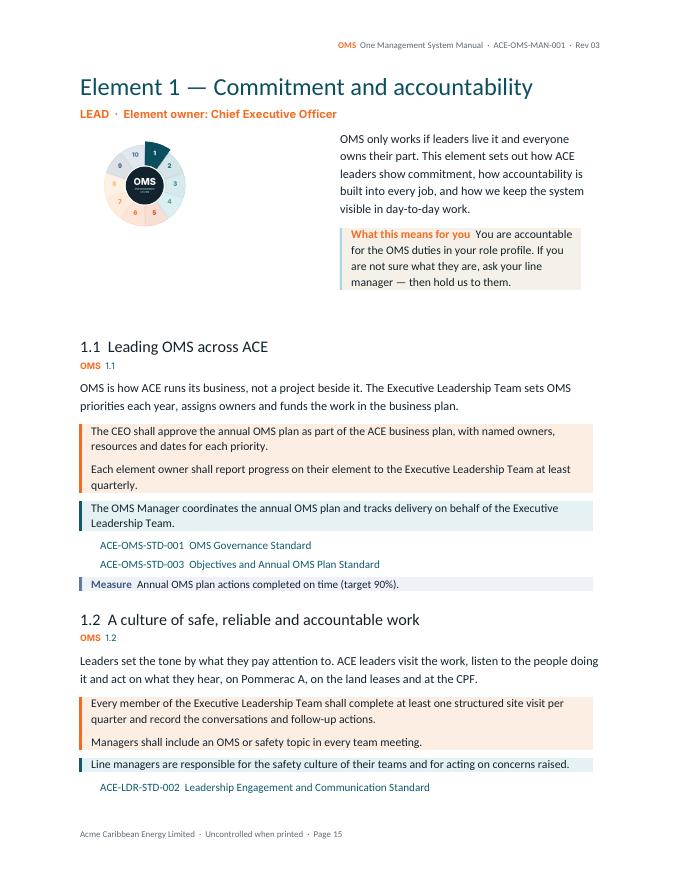 OMS One Management System Manual · ACE-OMS-MAN-001 · Rev 03
Element 1 — Commitment and accountability
LEAD · Element owner: Chief Executive Officer
1
2
3
4
5
6
7
8
9
10
OMS
OMS only works if leaders live it and everyone
owns their part. This element sets out how ACE
leaders show commitment, how accountability is
built into every job, and how we keep the system
visible in day-to-day work.
What this means for you You are accountable
for the OMS duties in your role profile. If you
are not sure what they are, ask your line
manager — then hold us to them.
1.1 Leading OMS across ACE
OMS 1.1
OMS is how ACE runs its business, not a project beside it. The Executive Leadership Team sets OMS
priorities each year, assigns owners and funds the work in the business plan.
The CEO shall approve the annual OMS plan as part of the ACE business plan, with named owners,
resources and dates for each priority.
Each element owner shall report progress on their element to the Executive Leadership Team at least
quarterly.
The OMS Manager coordinates the annual OMS plan and tracks delivery on behalf of the Executive
Leadership Team.
ACE-OMS-STD-001 OMS Governance Standard
ACE-OMS-STD-003 Objectives and Annual OMS Plan Standard
Measure Annual OMS plan actions completed on time (target 90%).
1.2 A culture of safe, reliable and accountable work
OMS 1.2
Leaders set the tone by what they pay attention to. ACE leaders visit the work, listen to the people doing
it and act on what they hear, on Pommerac A, on the land leases and at the CPF.
Every member of the Executive Leadership Team shall complete at least one structured site visit per
quarter and record the conversations and follow-up actions.
Managers shall include an OMS or safety topic in every team meeting.
Line managers are responsible for the safety culture of their teams and for acting on concerns raised.
ACE-LDR-STD-002 Leadership Engagement and Communication Standard
Acme Caribbean Energy Limited · Uncontrolled when printed · Page 15